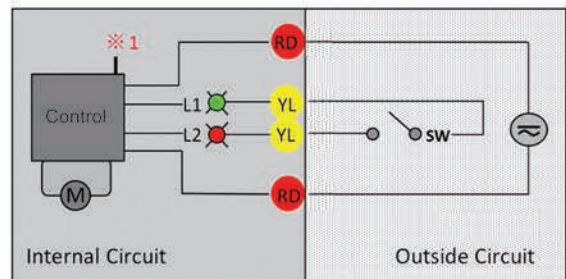 ※1
RD
L1
YL
Control
L2
YL
SW
M
RD
Internal Circuit
Outside Circuit